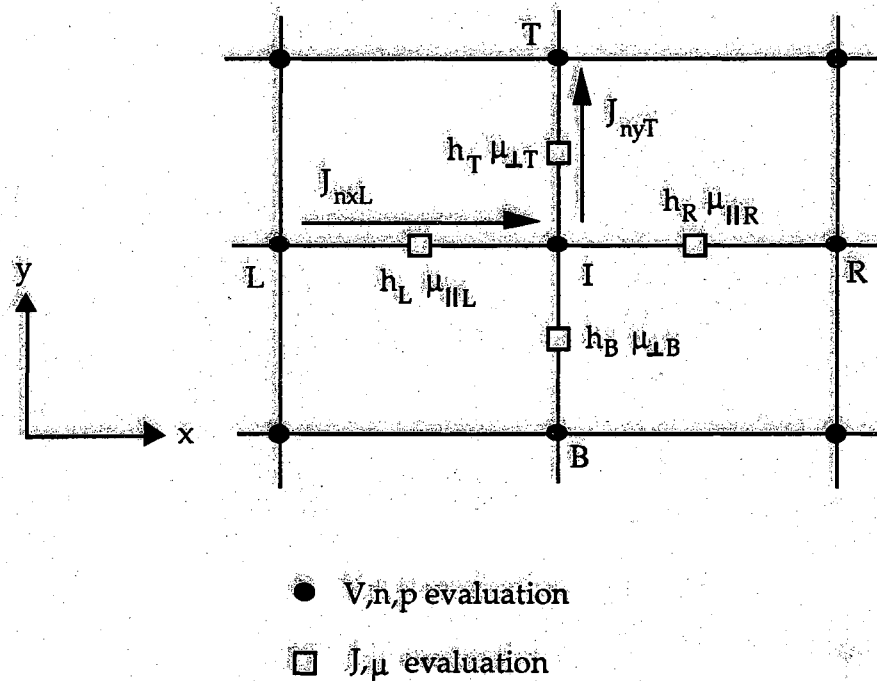 T
J_nyT
h_T μ_⊥T
J_nxL
h_R μ_||R
L
I
R
h_L μ_||L
y
h_B μ_⊥B
x
B
V,n,p evaluation
J,μ evaluation